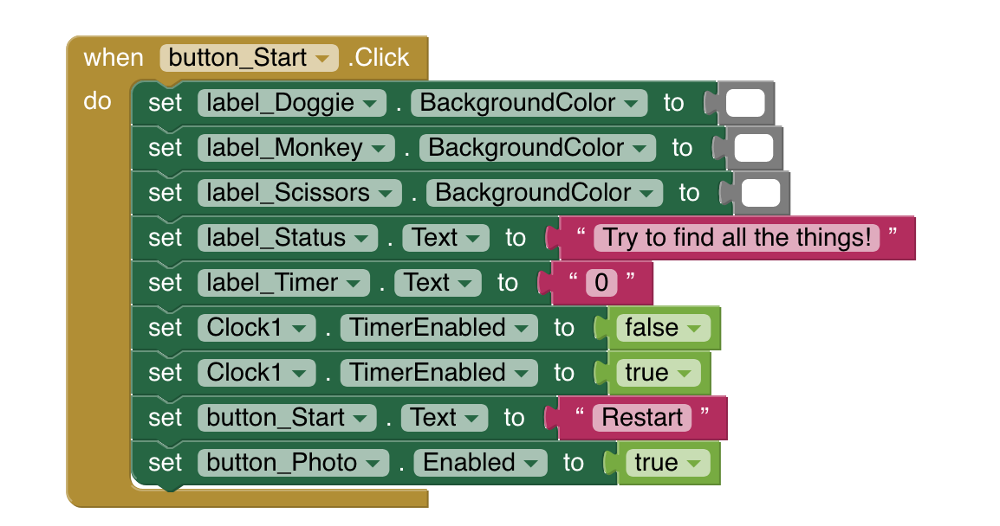 when button_Start .Click
do set label_Doggie . BackgroundColor to
set label_Monkey . BackgroundColor to
set label_Scissors . BackgroundColor to
set label_Status . Text to “ Try to find all the things! ”
set label_Timer . Text to “ 0 ”
set Clock1 . TimerEnabled to false
set Clock1 . TimerEnabled to true
set button_Start . Text to “ Restart ”
set button_Photo . Enabled to true